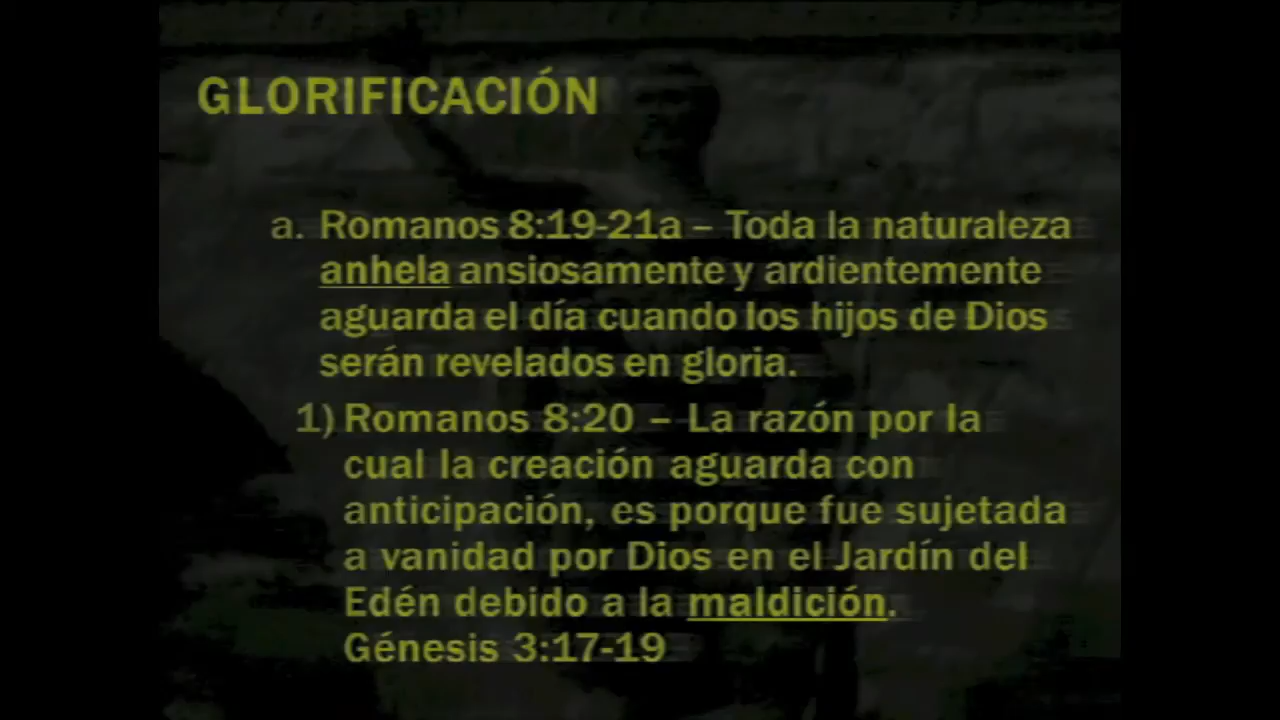 GLORIFICACIÓN
a. Romanos 8:19-21a – Toda la naturaleza
anhela ansiosamente y ardientemente
aguarda el día cuando los hijos de Dios
serán revelados en gloria.
1) Romanos 8:20 – La razón por la
cual la creación aguarda con
anticipación, es porque fue sujetada
a vanidad por Dios en el Jardín del
Edén debido a la maldición.
Génesis 3:17-19